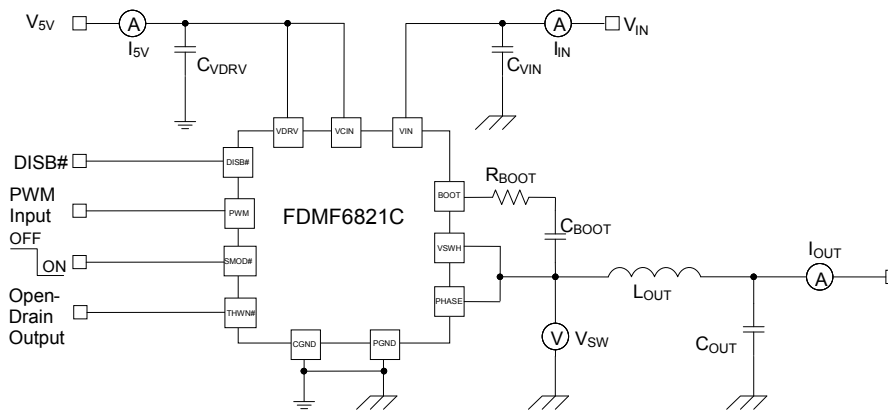 V5V
A
I5V
CVDRV
CVIN
A
IIN
VIN
VDRV
VCIN
VIN
DISB#
DISB#
PWM
Input
PWM
OFF
ON
SMOD#
Open-
Drain
Output
THWN#
FDMF6821C
BOOT
RBOOT
CBOOT
VSWH
PHASE
LOUT
IOUT
A
V
VSW
COUT
CGND
PGND